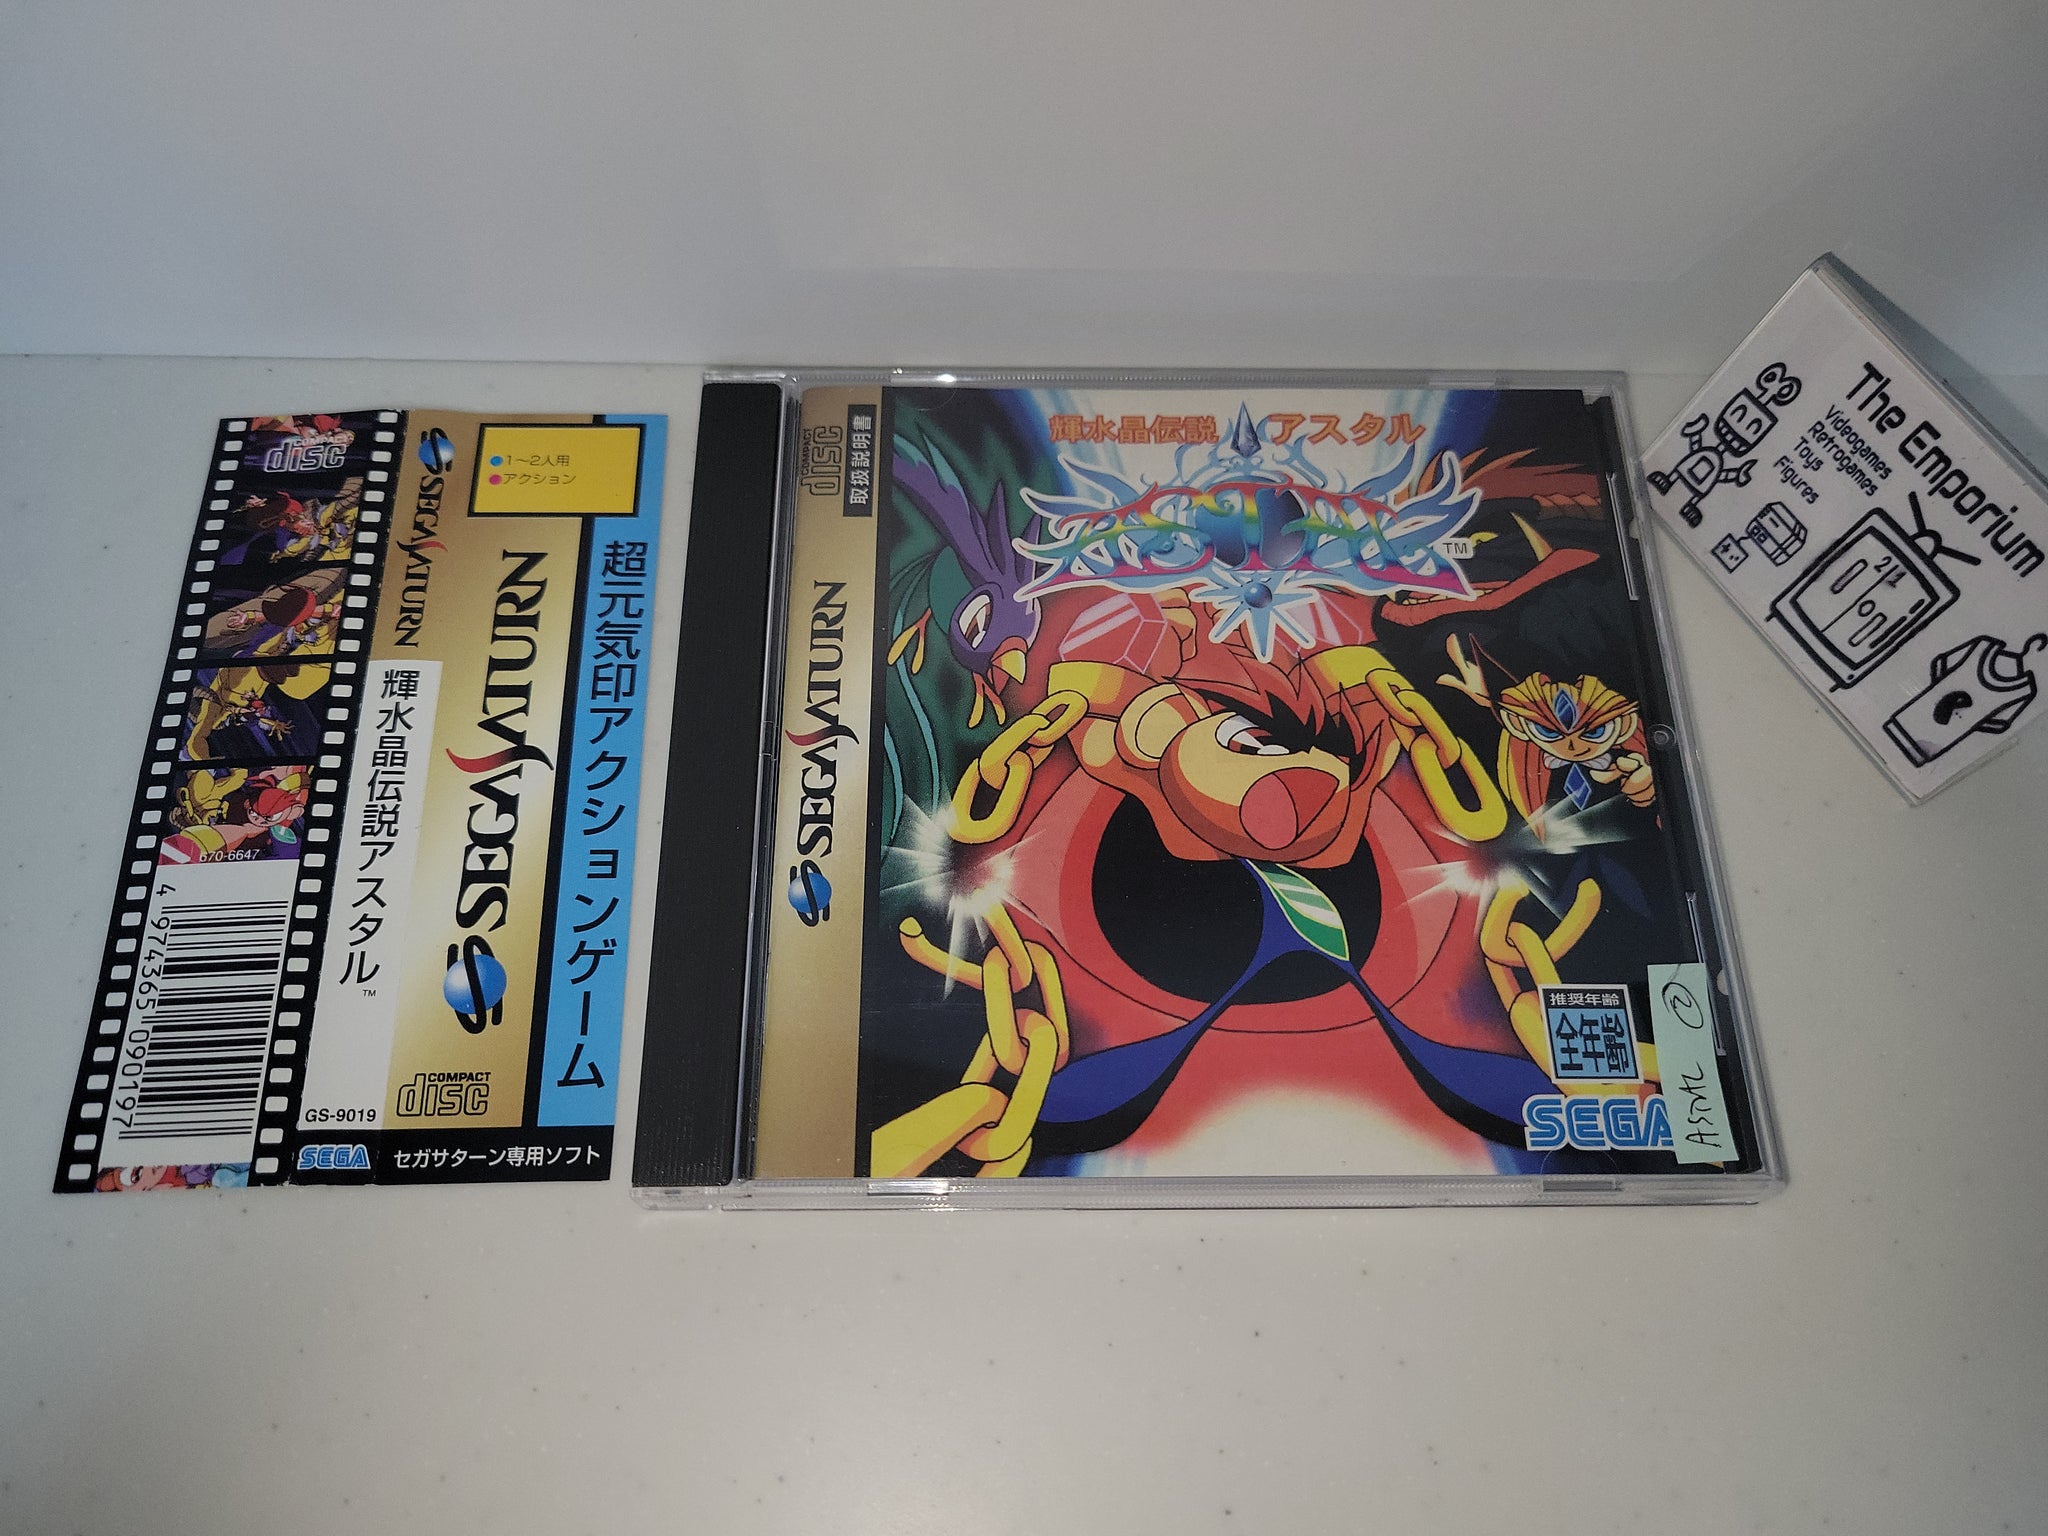 COMPACT
disc
670-6647
4 974365 090197
SEGA SATURN
輝水晶伝説アスタル™
GS-9019
SEGA
●1〜2人用
●アクション
SEGA SATURN
COMPACT
disc
超元気印アクションゲーム
セガサターン専用ソフト
COMPACT
disc
取扱説明書
SEGA SATURN
輝水晶伝説 アスタル
ASTAL
TM
推奨年齢
全年齢
SEGA
ASTAL ②
The Emporium
Videogames
Retrogames
Toys
Figures